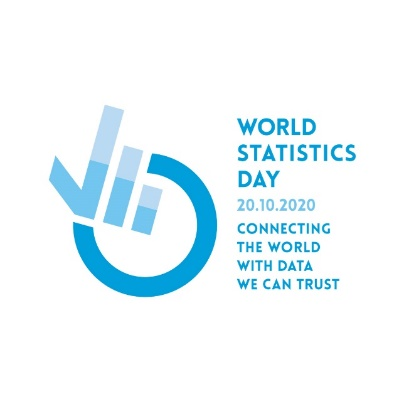 WORLD
STATISTICS
DAY
20.10.2020
CONNECTING
THE WORLD
WITH DATA
WE CAN TRUST